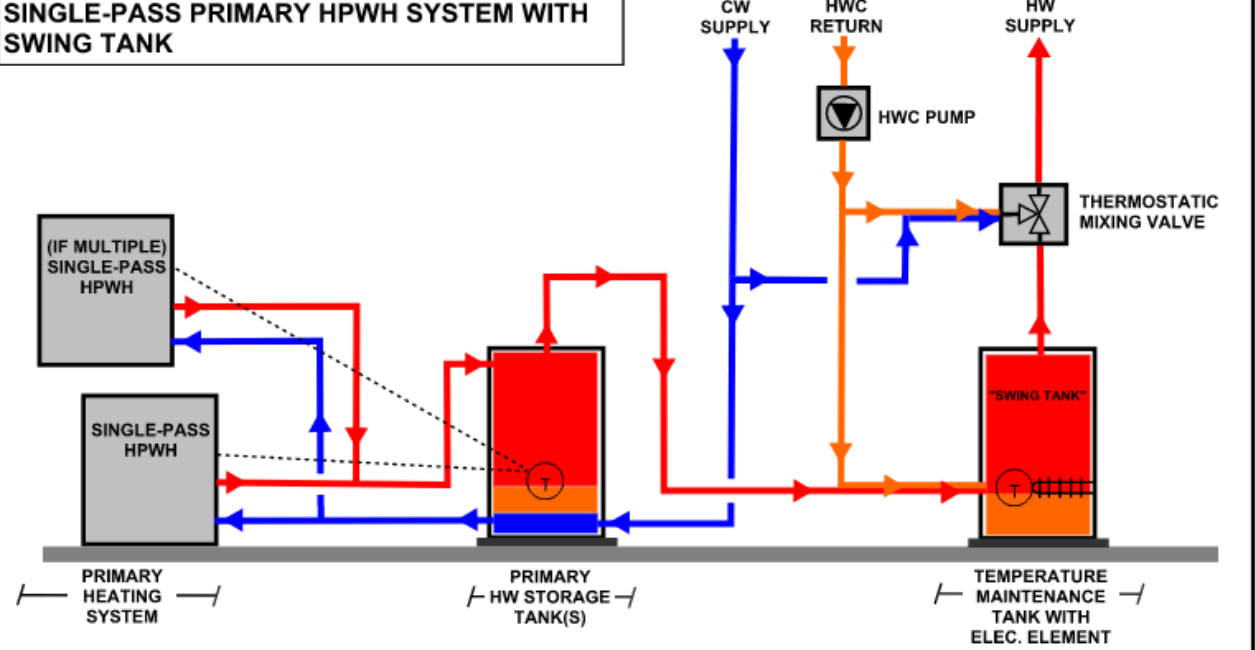 SINGLE-PASS PRIMARY HPWH SYSTEM WITH
SWING TANK
CW
SUPPLY
HWC
RETURN
HW
SUPPLY
HWC PUMP
THERMOSTATIC
MIXING VALVE
(IF MULTIPLE)
SINGLE-PASS
HPWH
SINGLE-PASS
HPWH
T
"SWING TANK"
T
PRIMARY
HEATING
SYSTEM
PRIMARY
HW STORAGE
TANK(S)
TEMPERATURE
MAINTENANCE
TANK WITH
ELEC. ELEMENT